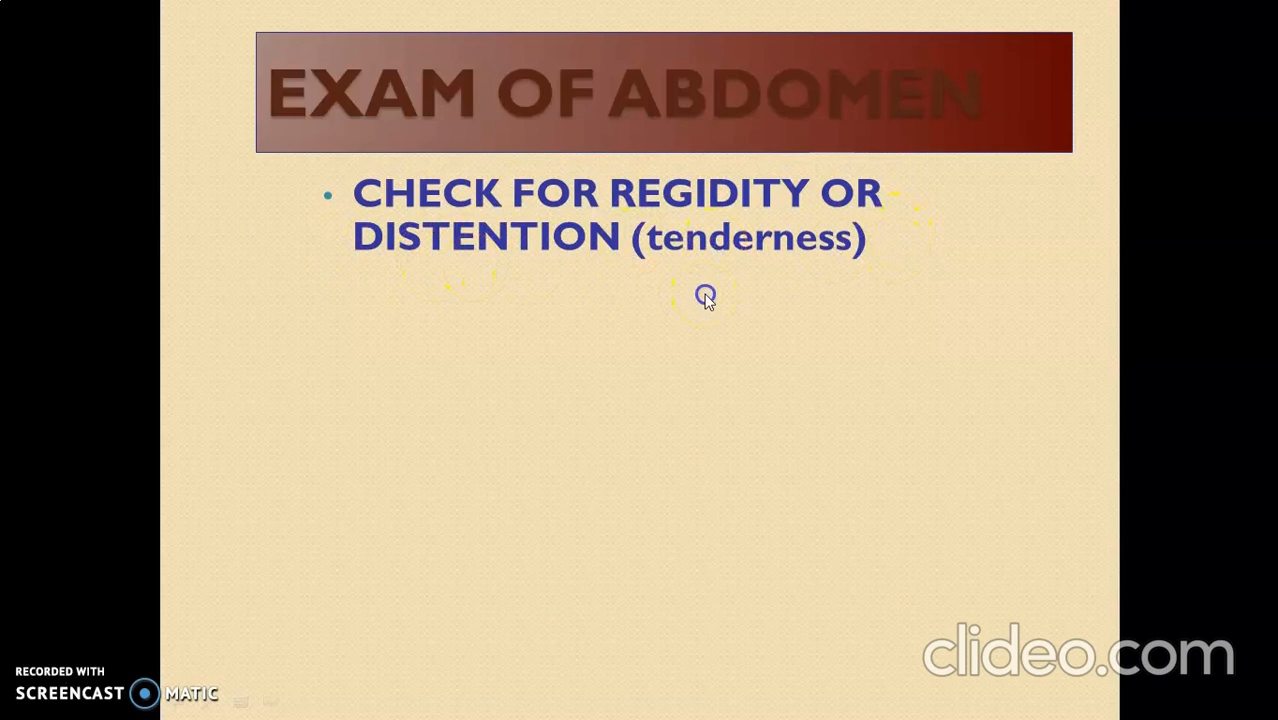 EXAM OF ABDOMEN
• CHECK FOR REGIDITY OR
DISTENTION (tenderness)
clideo.com
RECORDED WITH
SCREENCAST MATIC